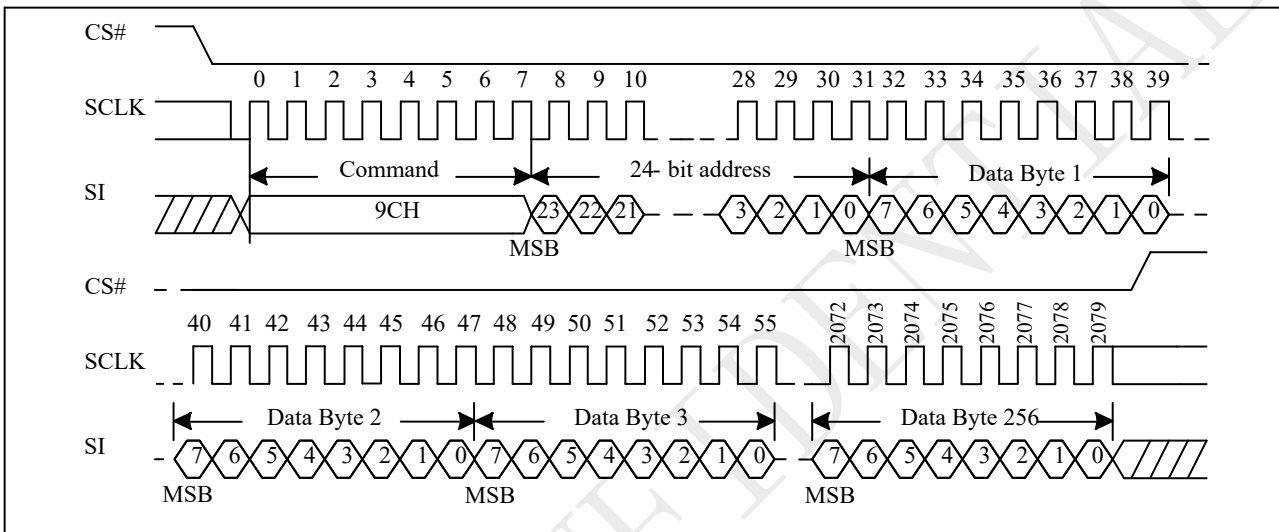 CS#
0 1 2 3 4 5 6 7 8 9 10 28 29 30 31 32 33 34 35 36 37 38 39
SCLK
Command 24- bit address Data Byte 1
SI
9CH 23 22 21 3 2 1 0 7 6 5 4 3 2 1 0
MSB MSB
CS#
40 41 42 43 44 45 46 47 48 49 50 51 52 53 54 55 2072 2073 2074 2075 2076 2077 2078 2079
SCLK
Data Byte 2 Data Byte 3 Data Byte 256
SI
7 6 5 4 3 2 1 0 7 6 5 4 3 2 1 0 7 6 5 4 3 2 1 0
MSB MSB MSB